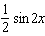 ½ sin 2x